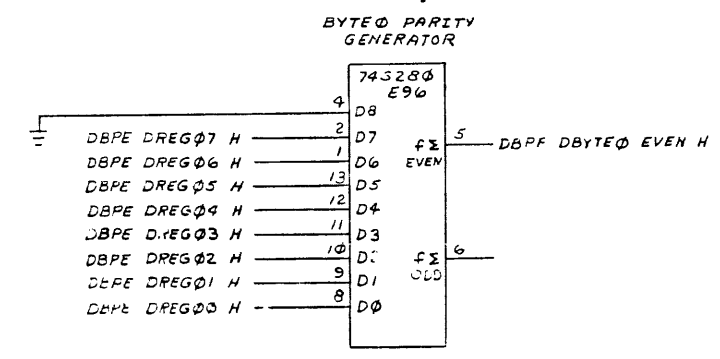 BYTEØ PARITY
GENERATOR
74S28Ø
E96
4 D8
DBPE DREGØ7 H 2 D7 fΣ 5 DBPF DBYTEØ EVEN H
DBPE DREGØ6 H 1 D6 EVEN
DBPE DREGØ5 H 13 D5
DBPE DREGØ4 H 12 D4
DBPE DREGØ3 H 11 D3
DBPE DREGØ2 H 1Ø fΣ 6
DBPE DREGØ1 H 9 D1 ODD
DBPE DREGØØ H 8 DØ